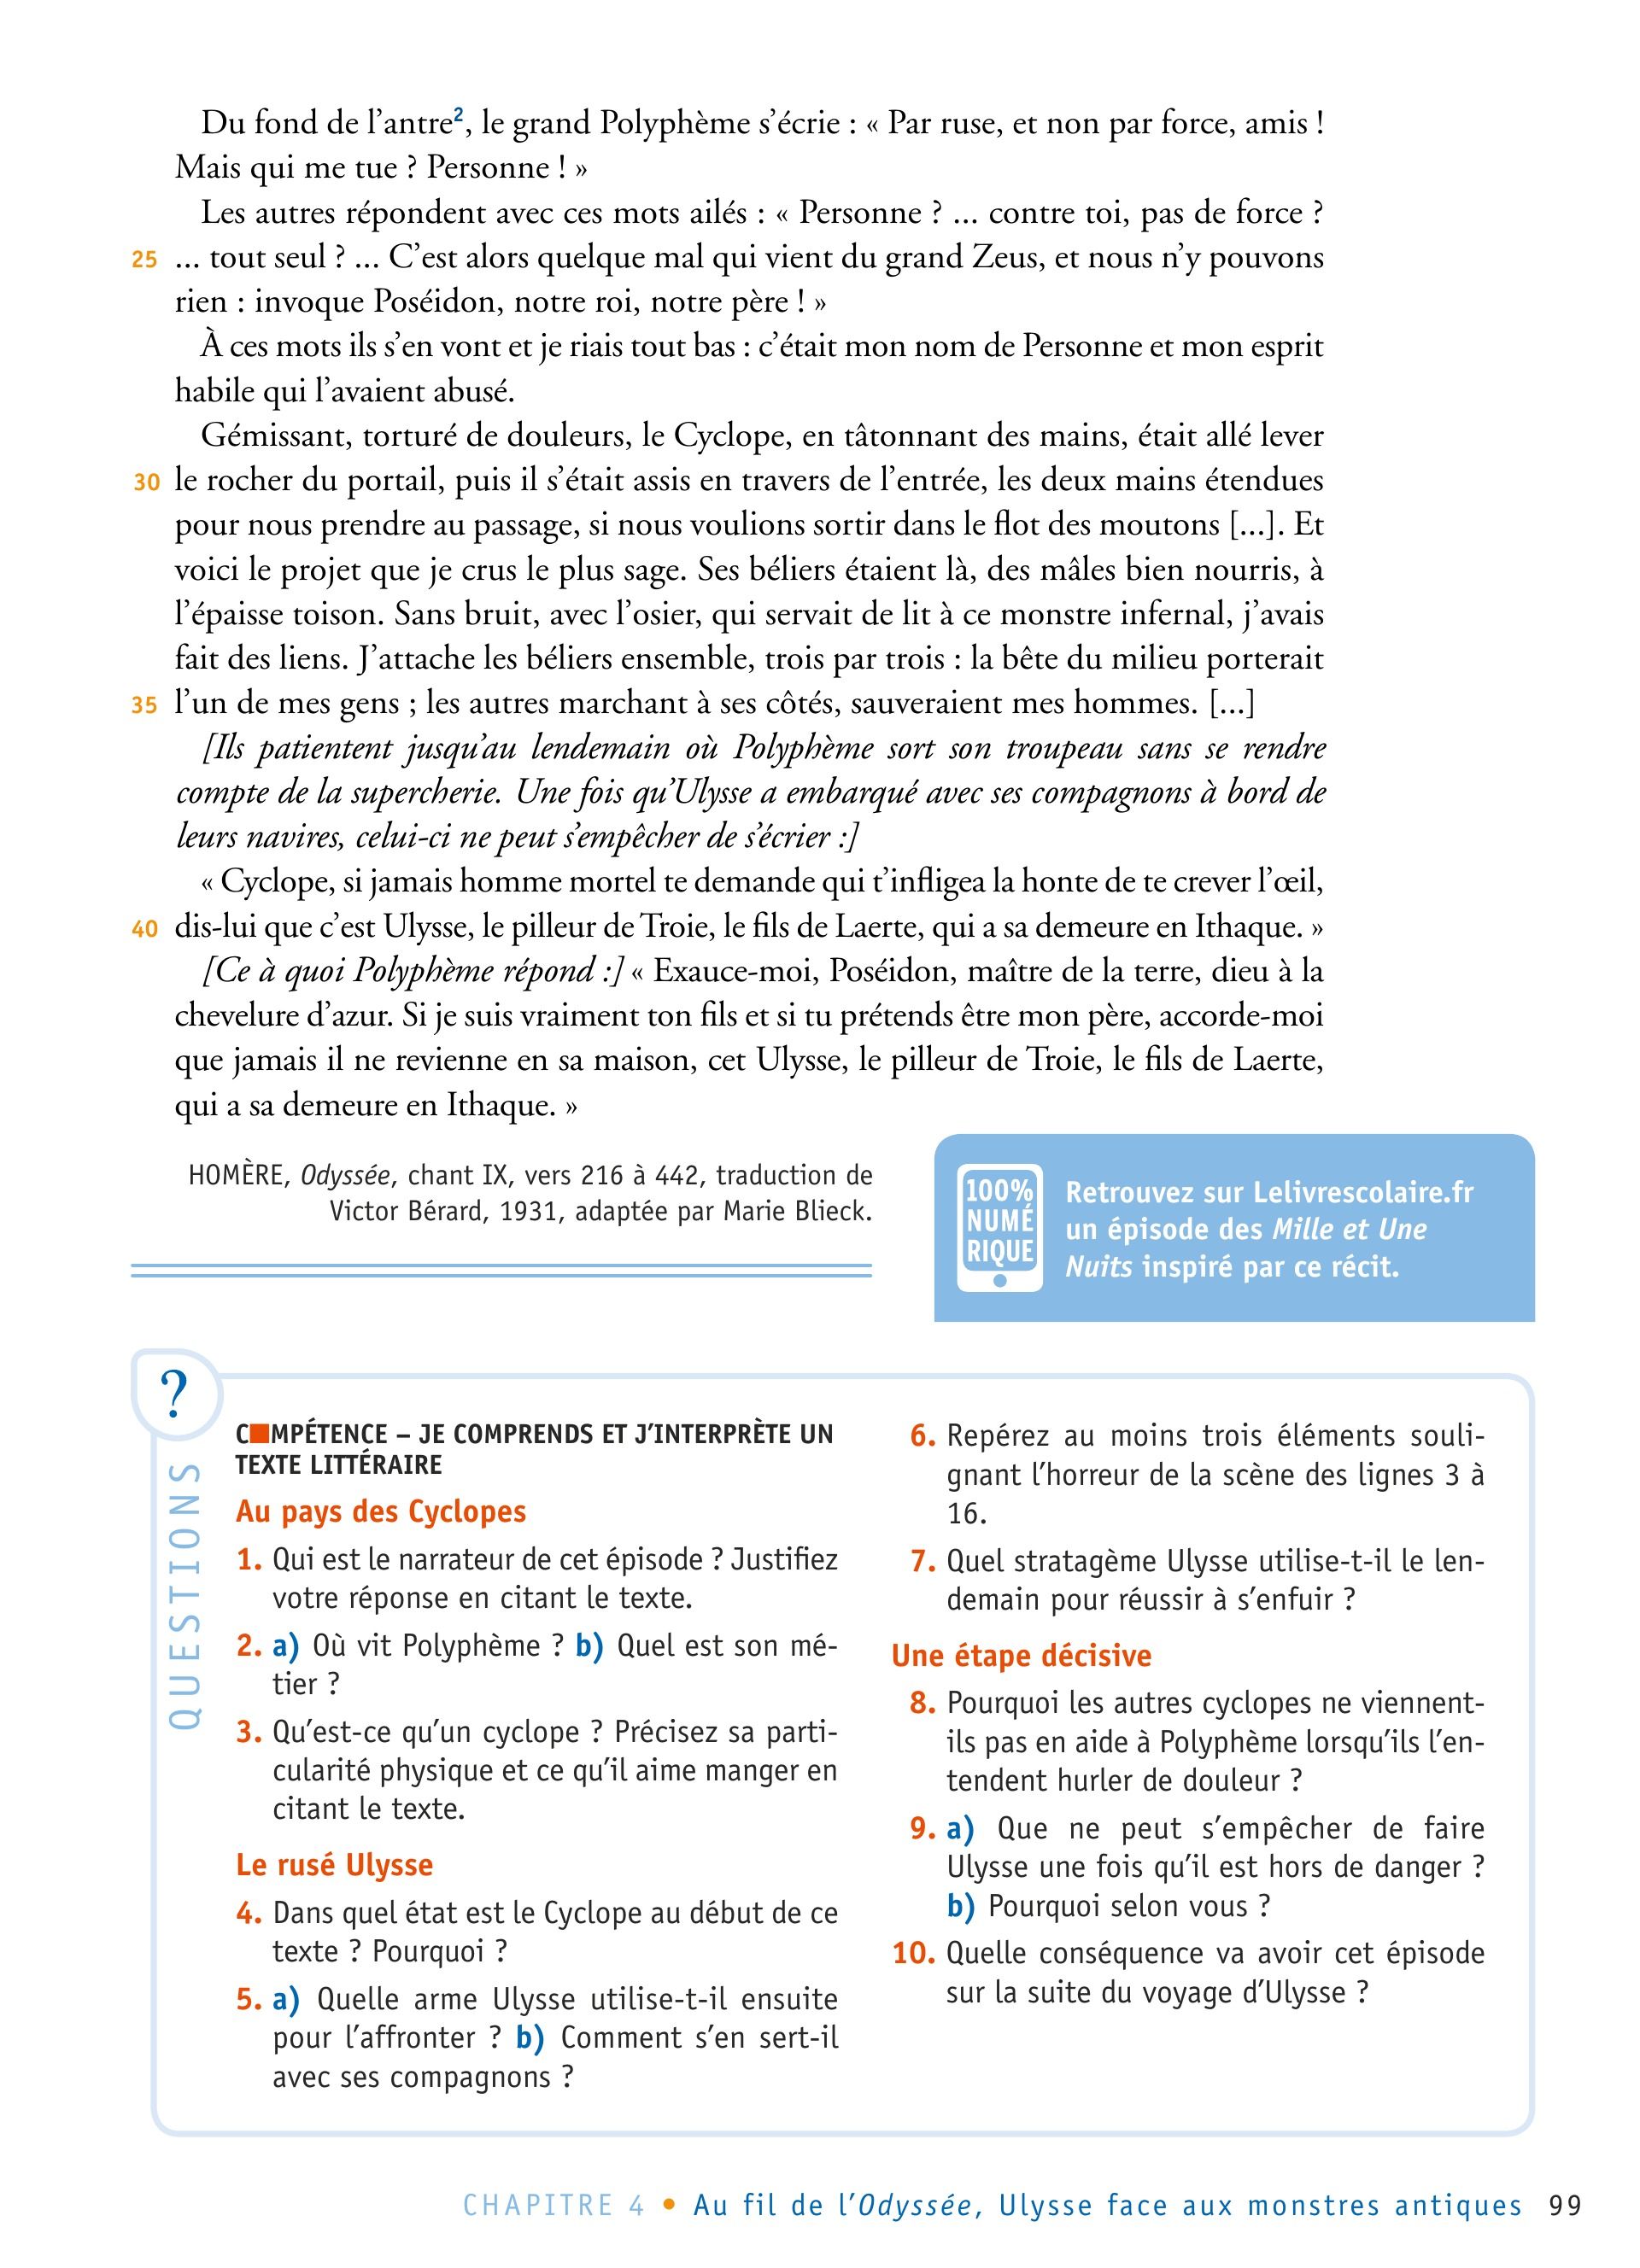 Du fond de l’antre², le grand Polyphème s’écrie : « Par ruse, et non par force, amis !
Mais qui me tue ? Personne ! »
Les autres répondent avec ces mots ailés : « Personne ? ... contre toi, pas de force ?
25 ... tout seul ? ... C’est alors quelque mal qui vient du grand Zeus, et nous n’y pouvons
rien : invoque Poséidon, notre roi, notre père ! »
À ces mots ils s’en vont et je riais tout bas : c’était mon nom de Personne et mon esprit
habile qui l’avaient abusé.
Gémissant, torturé de douleurs, le Cyclope, en tâtonnant des mains, était allé lever
30 le rocher du portail, puis il s’était assis en travers de l’entrée, les deux mains étendues
pour nous prendre au passage, si nous voulions sortir dans le flot des moutons [...]. Et
voici le projet que je crus le plus sage. Ses béliers étaient là, des mâles bien nourris, à
l’épaisse toison. Sans bruit, avec l’osier, qui servait de lit à ce monstre infernal, j’avais
fait des liens. J’attache les béliers ensemble, trois par trois : la bête du milieu porterait
35 l’un de mes gens ; les autres marchant à ses côtés, sauveraient mes hommes. [...]
[Ils patientent jusqu’au lendemain où Polyphème sort son troupeau sans se rendre
compte de la supercherie. Une fois qu’Ulysse a embarqué avec ses compagnons à bord de
leurs navires, celui-ci ne peut s’empêcher de s’écrier :]
« Cyclope, si jamais homme mortel te demande qui t’infligea la honte de te crever l’œil,
40 dis-lui que c’est Ulysse, le pilleur de Troie, le fils de Laerte, qui a sa demeure en Ithaque. »
[Ce à quoi Polyphème répond :] « Exauce-moi, Poséidon, maître de la terre, dieu à la
chevelure d’azur. Si je suis vraiment ton fils et si tu prétends être mon père, accorde-moi
que jamais il ne revienne en sa maison, cet Ulysse, le pilleur de Troie, le fils de Laerte,
qui a sa demeure en Ithaque. »
HOMÈRE, Odyssée, chant IX, vers 216 à 442, traduction de
Victor Bérard, 1931, adaptée par Marie Blieck.
100%
NUMÉ
RIQUE
Retrouvez sur Lelivrescolaire.fr
un épisode des Mille et Une
Nuits inspiré par ce récit.
?
QUESTIONS
C■MPÉTENCE – JE COMPRENDS ET J’INTERPRÈTE UN
TEXTE LITTÉRAIRE
Au pays des Cyclopes
1. Qui est le narrateur de cet épisode ? Justifiez
votre réponse en citant le texte.
2. a) Où vit Polyphème ? b) Quel est son mé-
tier ?
3. Qu’est-ce qu’un cyclope ? Précisez sa parti-
cularité physique et ce qu’il aime manger en
citant le texte.
Le rusé Ulysse
4. Dans quel état est le Cyclope au début de ce
texte ? Pourquoi ?
5. a) Quelle arme Ulysse utilise-t-il ensuite
pour l’affronter ? b) Comment s’en sert-il
avec ses compagnons ?
6. Repérez au moins trois éléments souli-
gnant l’horreur de la scène des lignes 3 à
16.
7. Quel stratagème Ulysse utilise-t-il le len-
demain pour réussir à s’enfuir ?
Une étape décisive
8. Pourquoi les autres cyclopes ne viennent-
ils pas en aide à Polyphème lorsqu’ils l’en-
tendent hurler de douleur ?
9. a) Que ne peut s’empêcher de faire
Ulysse une fois qu’il est hors de danger ?
b) Pourquoi selon vous ?
10. Quelle conséquence va avoir cet épisode
sur la suite du voyage d’Ulysse ?
CHAPITRE 4 • Au fil de l’Odyssée, Ulysse face aux monstres antiques 99